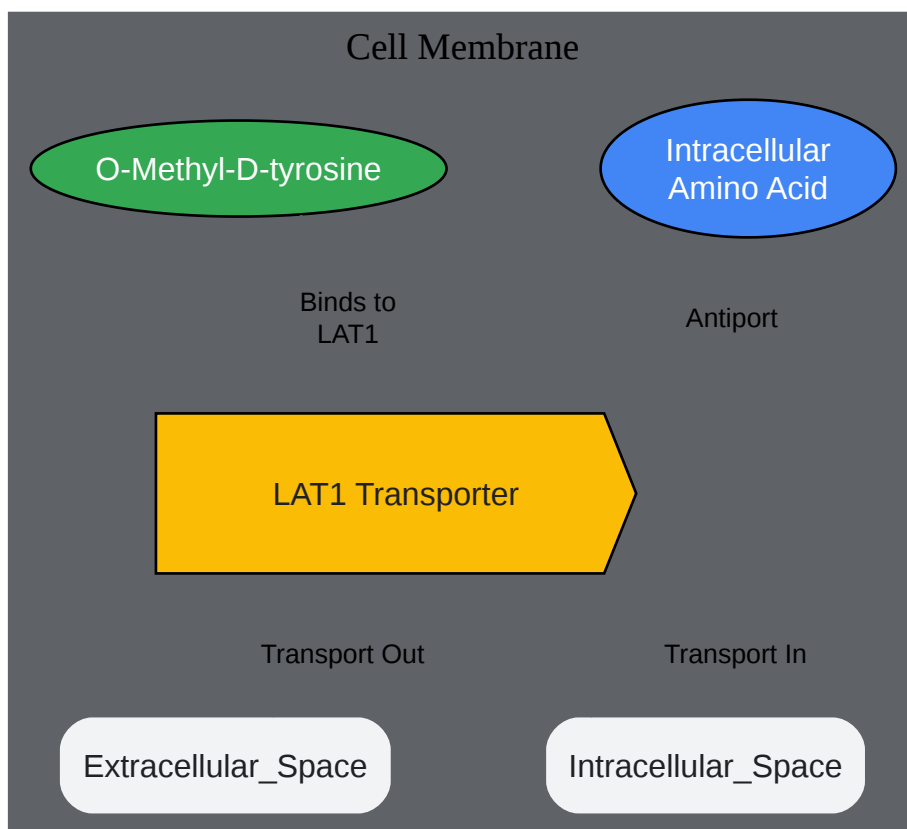 Cell Membrane
O-Methyl-D-tyrosine
Intracellular
Amino Acid
Binds to
LAT1
Antiport
LAT1 Transporter
Transport Out
Transport In
Extracellular_Space
Intracellular_Space